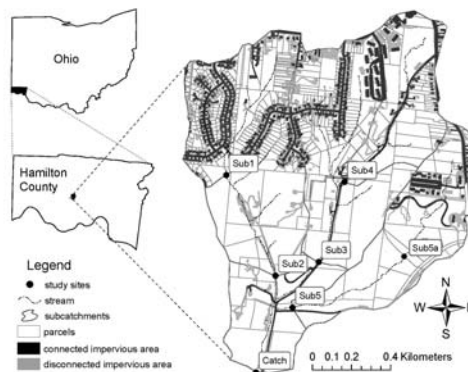 Ohio
Hamilton
County
Legend
study sites
stream
subcatchments
parcels
connected impervious area
disconnected impervious area
Sub1
Sub4
Sub2
Sub3
Sub5a
Sub5
Catch
N
W
E
S
0 0.1 0.2 0.4 Kilometers